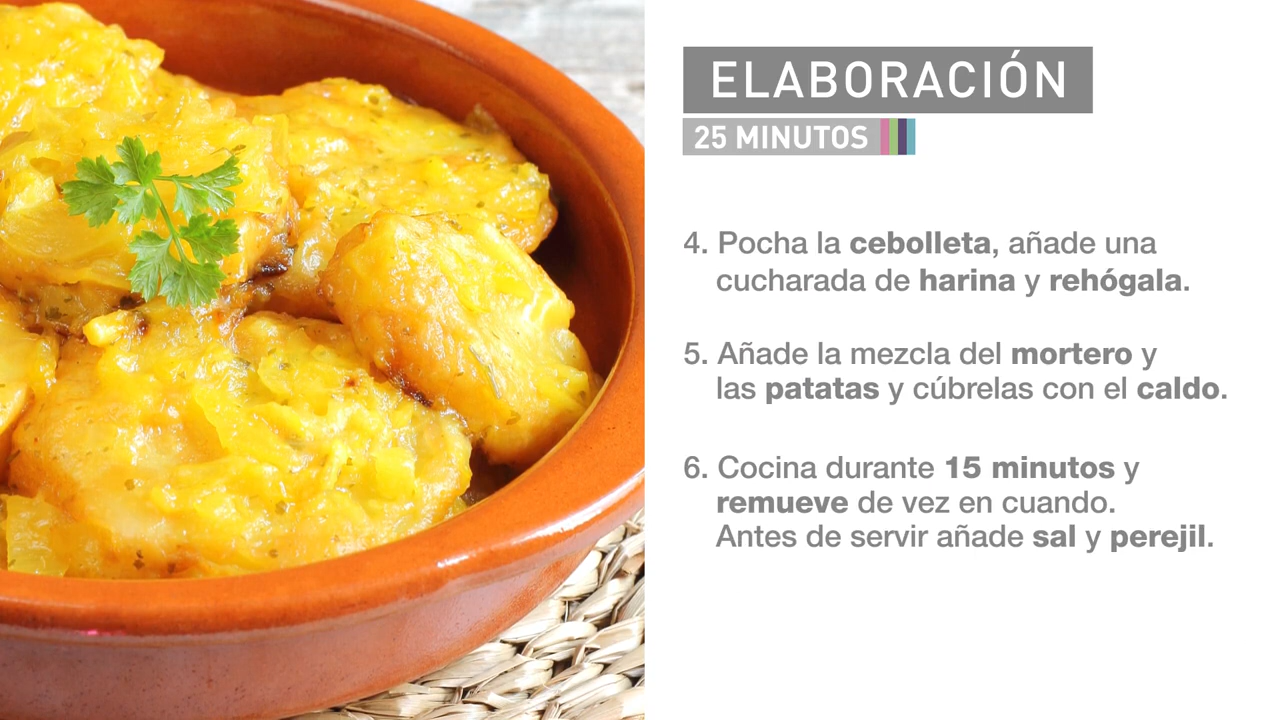 ELABORACIÓN
25 MINUTOS
4. Pocha la cebolleta, añade una
cucharada de harina y rehógala.
5. Añade la mezcla del mortero y
las patatas y cúbrelas con el caldo.
6. Cocina durante 15 minutos y
remueve de vez en cuando.
Antes de servir añade sal y perejil.